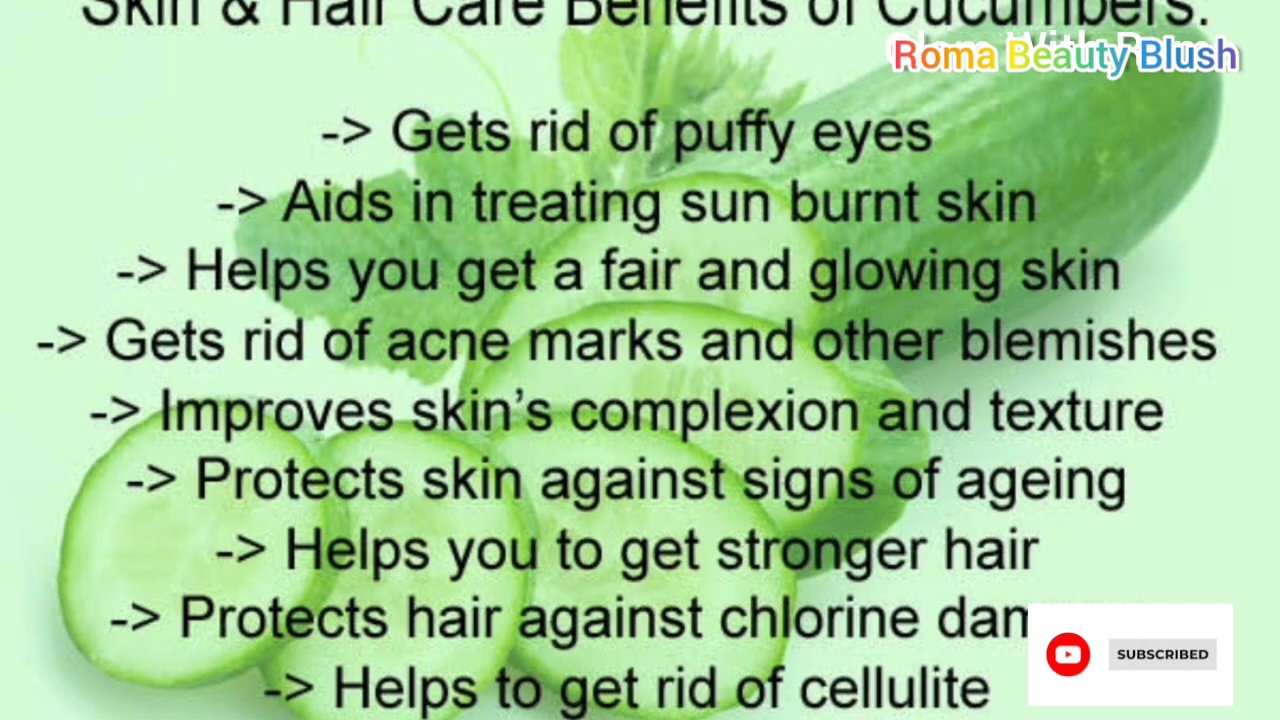 Skin & Hair Care Benefits of Cucumbers:
Roma Beauty Blush
-> Gets rid of puffy eyes
-> Aids in treating sun burnt skin
-> Helps you get a fair and glowing skin
-> Gets rid of acne marks and other blemishes
-> Improves skin’s complexion and texture
-> Protects skin against signs of ageing
-> Helps you to get stronger hair
-> Protects hair against chlorine
-> Helps to get rid of cellulite
SUBSCRIBED